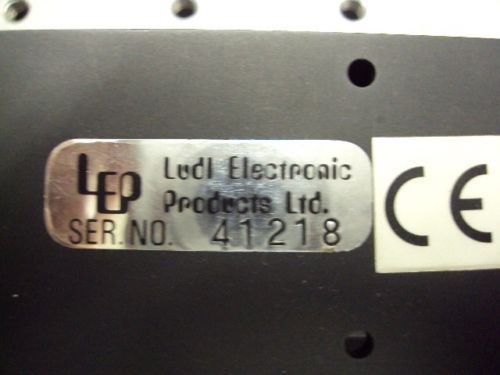 LEP
Ludl Electronic
Products Ltd.
SER. NO. 41218
CE